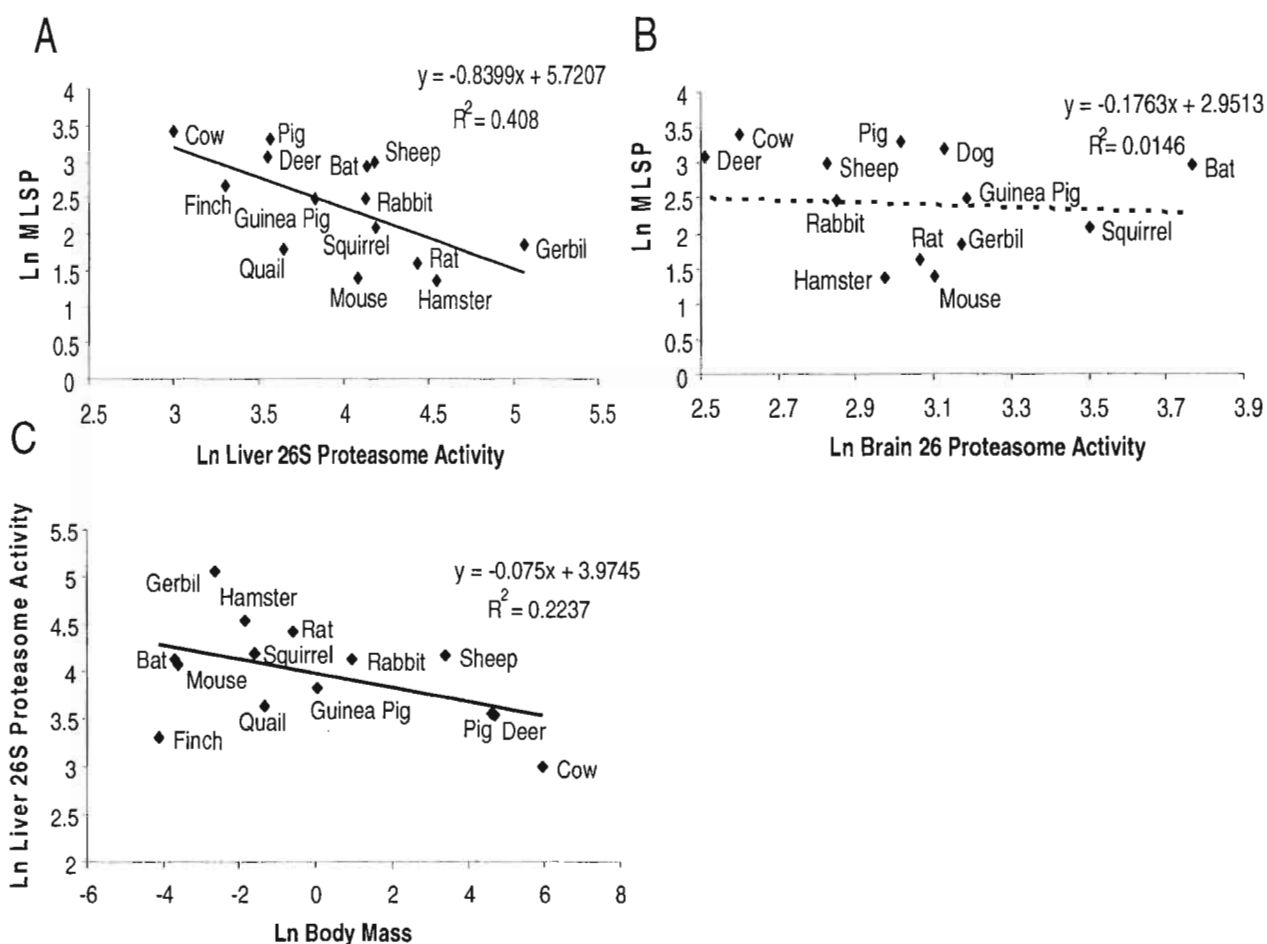 A
y = -0.8399x + 5.7207
R2 = 0.408
Ln MLSP
4
3.5
3
2.5
2
1.5
1
0.5
0
Cow
Pig
Deer
Bat
Sheep
Finch
Guinea Pig
Rabbit
Squirrel
Quail
Gerbil
Rat
Mouse
Hamster
2.5 3 3.5 4 4.5 5 5.5
Ln Liver 26S Proteasome Activity
B
y = -0.1763x + 2.9513
R2 = 0.0146
Ln MLSP
4
3.5
3
2.5
2
1.5
1
0.5
0
Deer
Cow
Pig
Sheep
Dog
Bat
Rabbit
Guinea Pig
Rat
Gerbil
Squirrel
Hamster
Mouse
2.5 2.7 2.9 3.1 3.3 3.5 3.7 3.9
Ln Brain 26 Proteasome Activity
C
y = -0.075x + 3.9745
R2 = 0.2237
Ln Liver 26S Proteasome Activity
5.5
5
4.5
4
3.5
3
2.5
2
Gerbil
Hamster
Rat
Bat
Squirrel
Rabbit
Sheep
Mouse
Quail
Guinea Pig
Finch
Pig
Deer
Cow
-6 -4 -2 0 2 4 6 8
Ln Body Mass